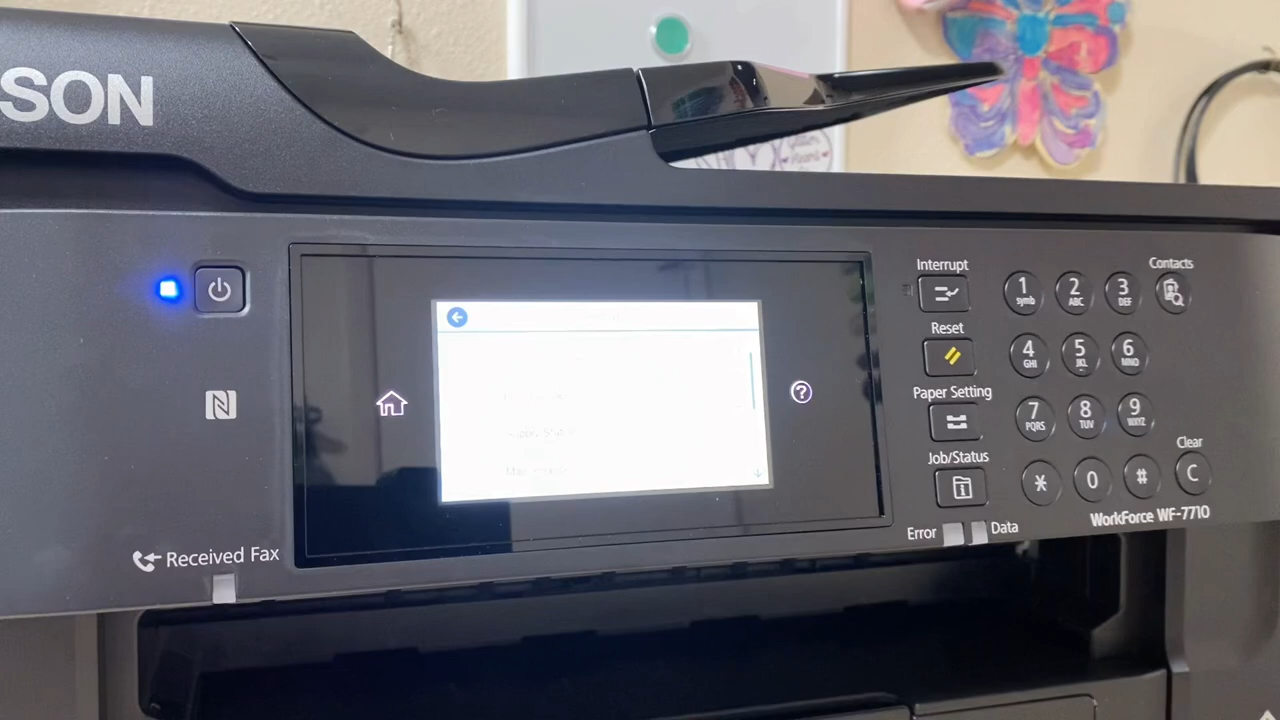 SON
Interrupt
Contacts
1
symb
2
ABC
3
DEF
Reset
4
GHI
5
JKL
6
MNO
Paper Setting
7
PQRS
8
TUV
9
WXYZ
Job/Status
Clear
*
0
#
C
Error
Data
WorkForce WF-7710
Received Fax